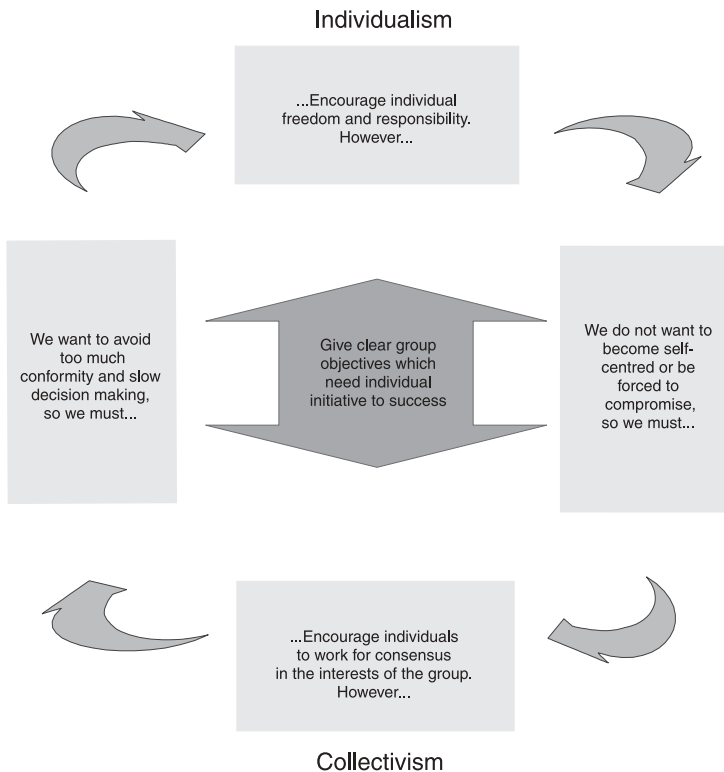 Individualism
...Encourage individual
freedom and responsibility.
However...
We want to avoid
too much
conformity and slow
decision making,
so we must...
Give clear group
objectives which
need individual
initiative to success
We do not want to
become self-
centred or be
forced to
compromise,
so we must...
...Encourage individuals
to work for consensus
in the interests of the group.
However...
Collectivism